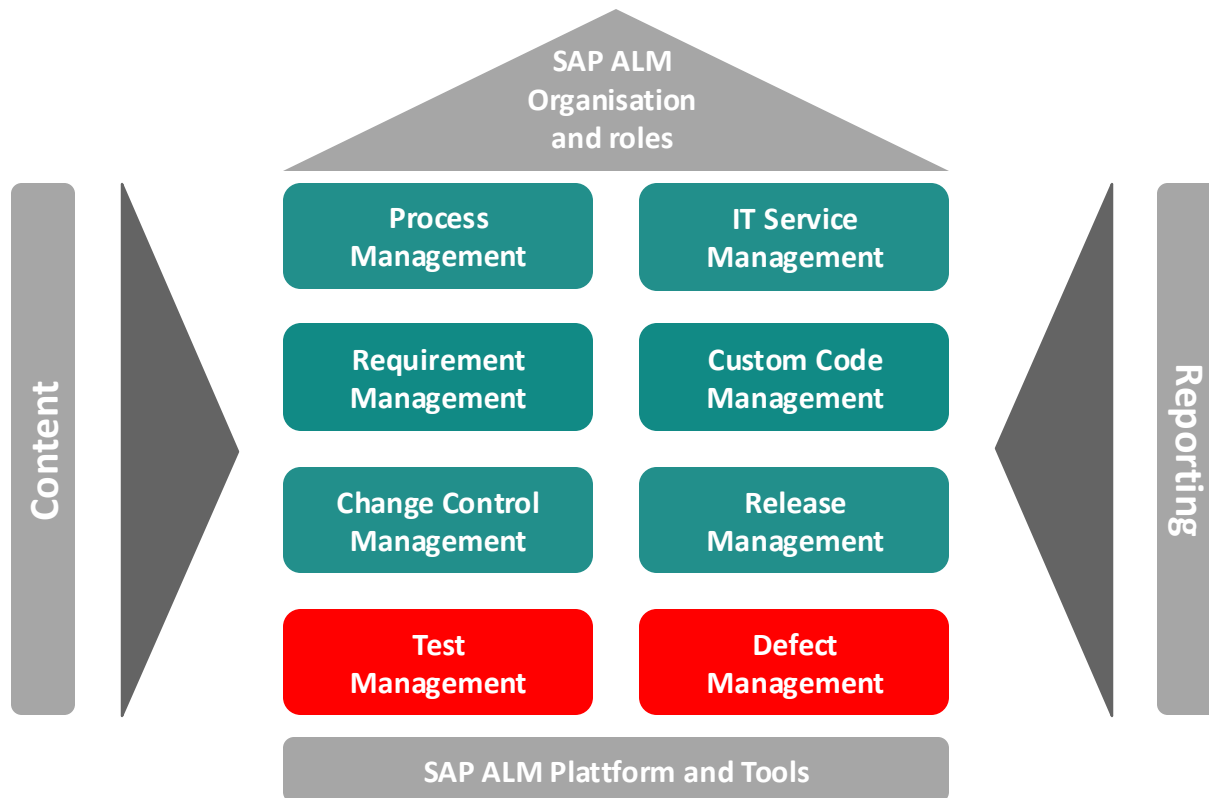 SAP ALM
Organisation
and roles
Content
Process
Management
IT Service
Management
Requirement
Management
Custom Code
Management
Change Control
Management
Release
Management
Test
Management
Defect
Management
Reporting
SAP ALM Plattform and Tools